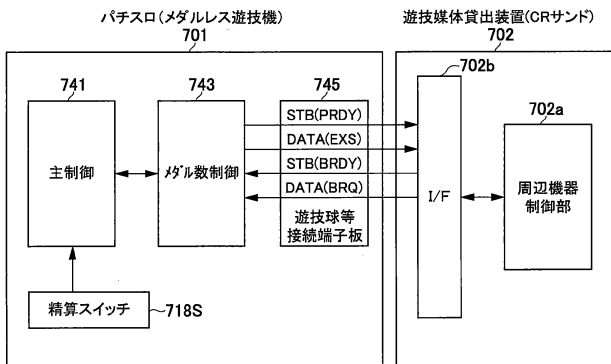 パチスロ(メダルレス遊技機)
701
遊技媒体貸出装置(CRサンド)
702
741
主制御
743
ﾒﾀﾞﾙ数制御
745
STB(PRDY)
DATA(EXS)
STB(BRDY)
DATA(BRQ)
遊技球等
接続端子板
702b
I/F
702a
周辺機器
制御部
精算スイッチ
718S